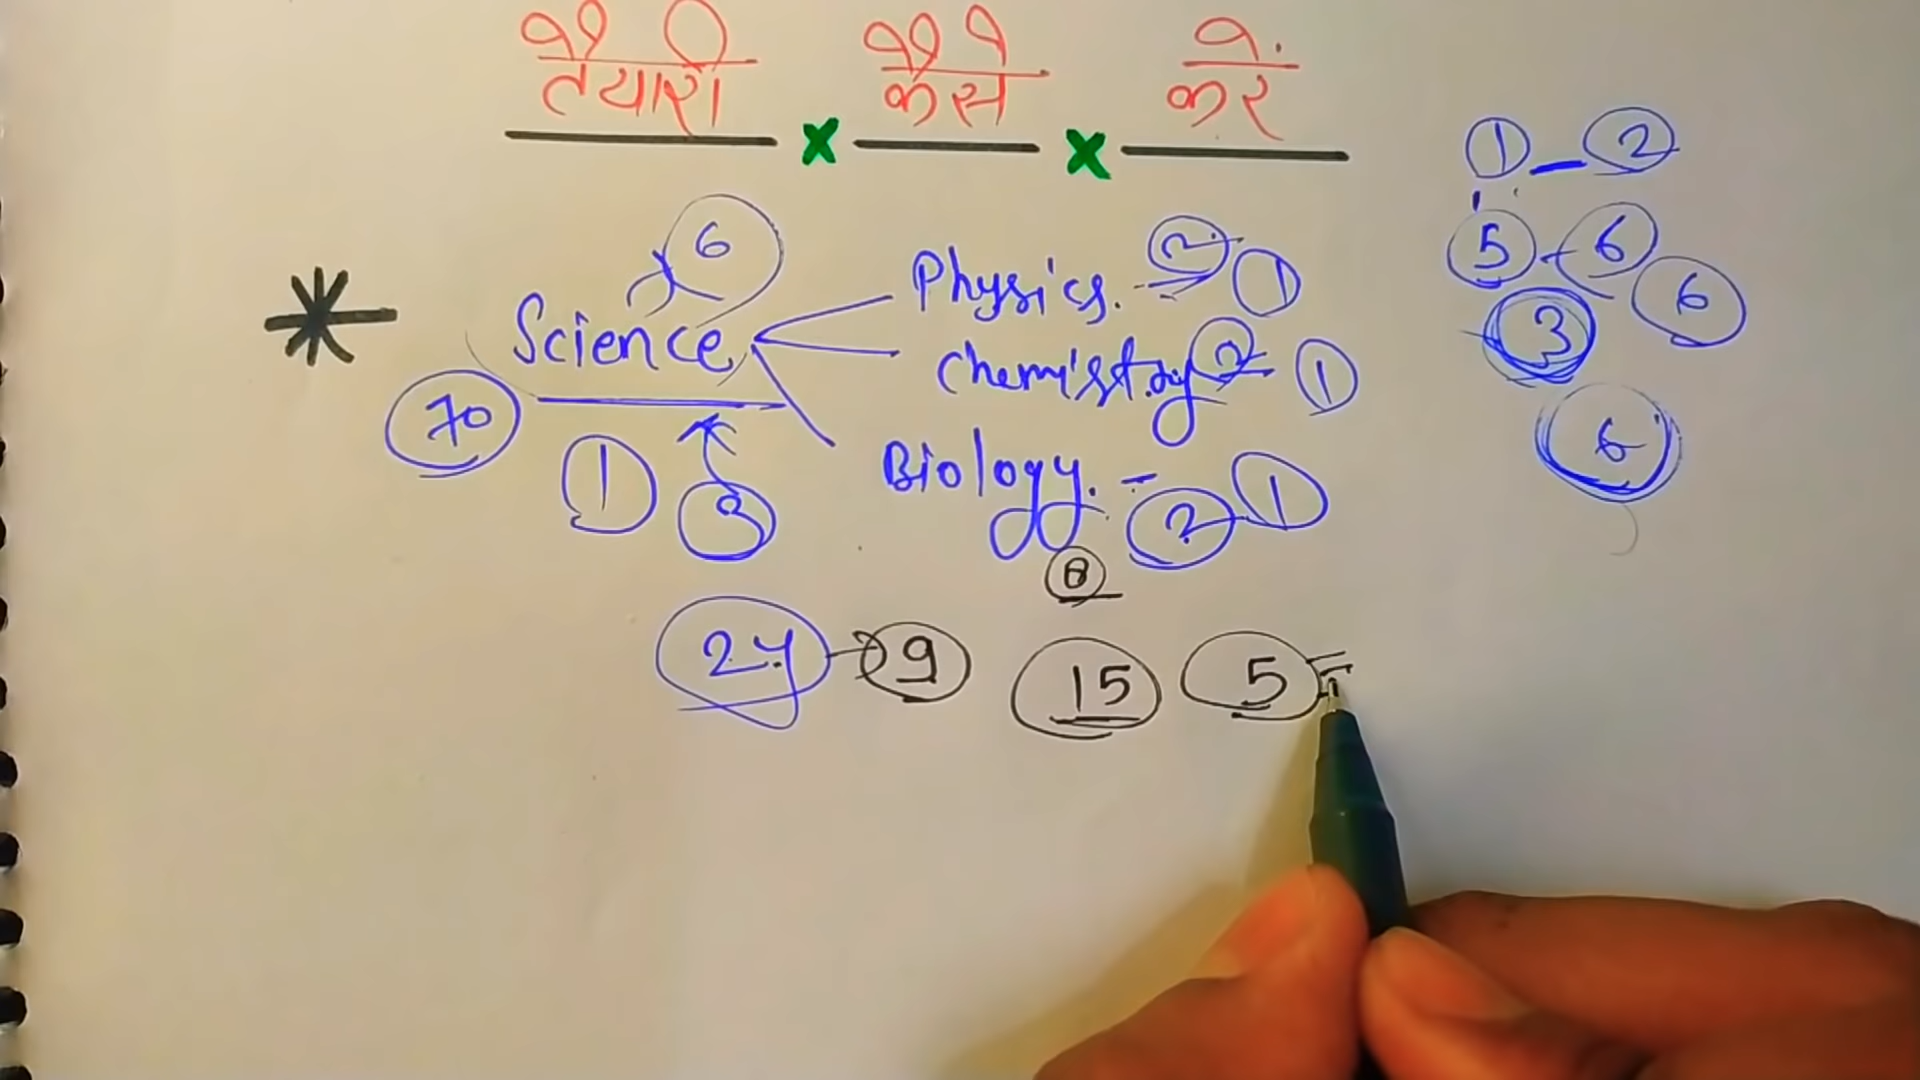 तैयारी x कैसे x करें
1 - 2
6
5 - 6
Physics. 2 1
6
Science
3
Chemistry 2 1
70
6
Biology. - 2 1
1 3
8
24 → 9 15 5